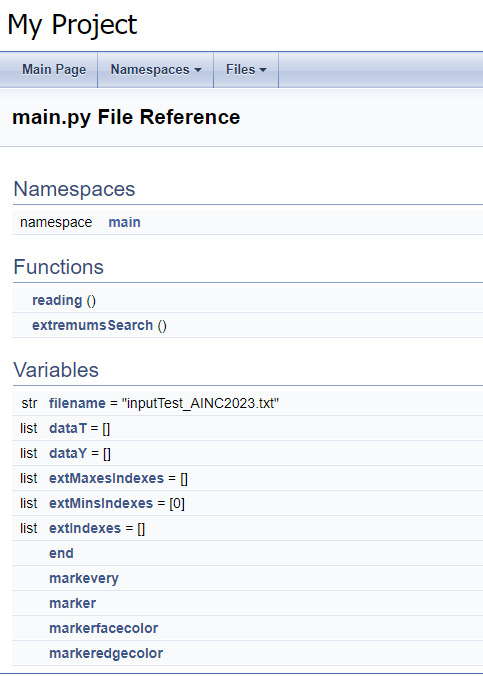 My Project
Main Page Namespaces Files
main.py File Reference
Namespaces
namespace main
Functions
reading ()
extremumsSearch ()
Variables
str filename = "inputTest_AINC2023.txt"
list dataT = []
list dataY = []
list extMaxesIndexes = []
list extMinsIndexes = [0]
list extIndexes = []
end
markevery
marker
markerfacecolor
markeredgecolor